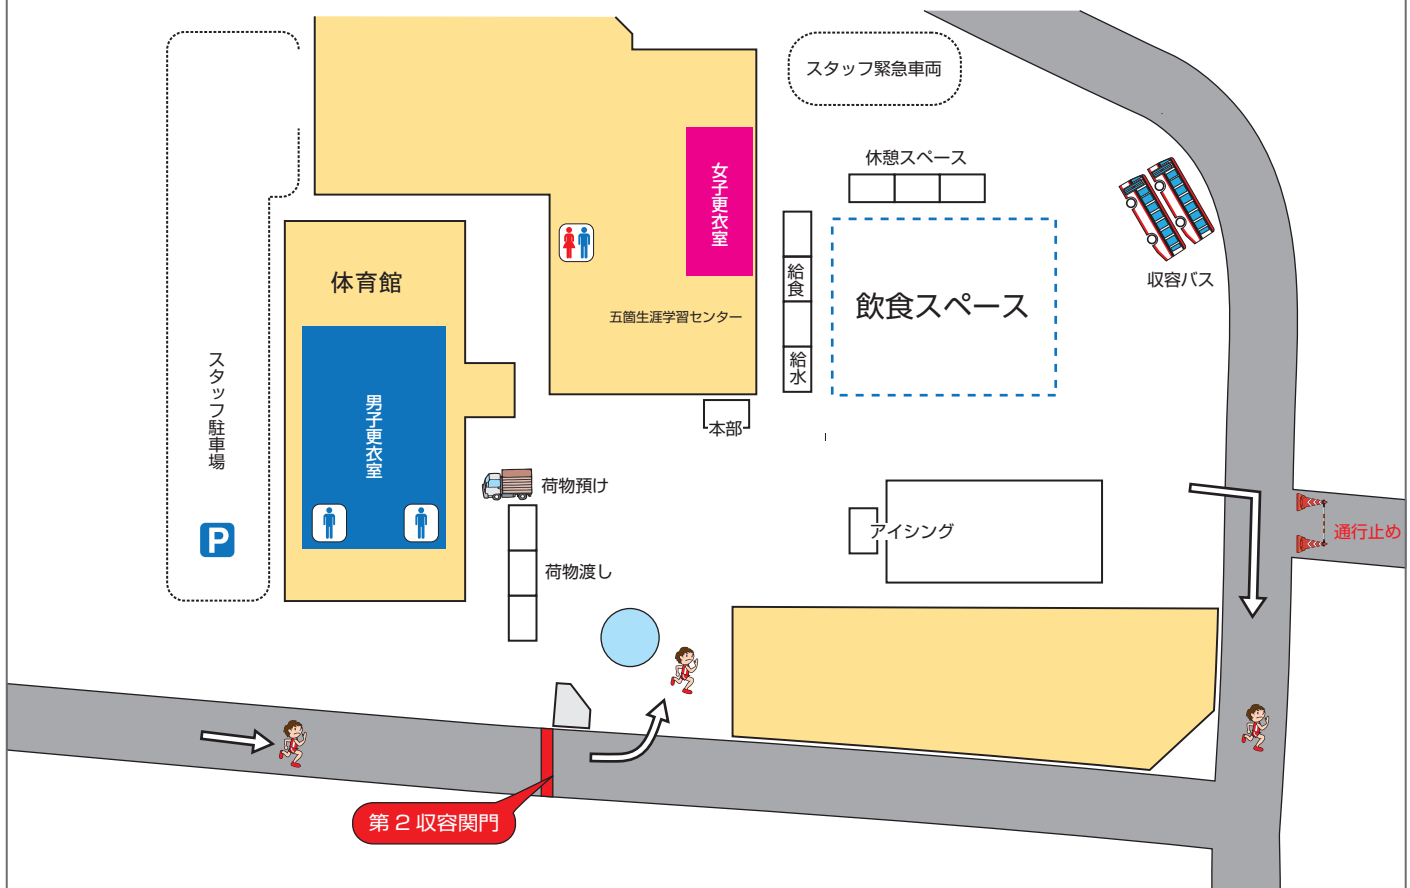 スタッフ緊急車両
休憩スペース
女子更衣室
収容バス
体育館
給食
飲食スペース
五箇生涯学習センター
給水
スタッフ駐車場
男子更衣室
本部
荷物預け
アイシング
通行止め
P
荷物渡し
第2収容関門